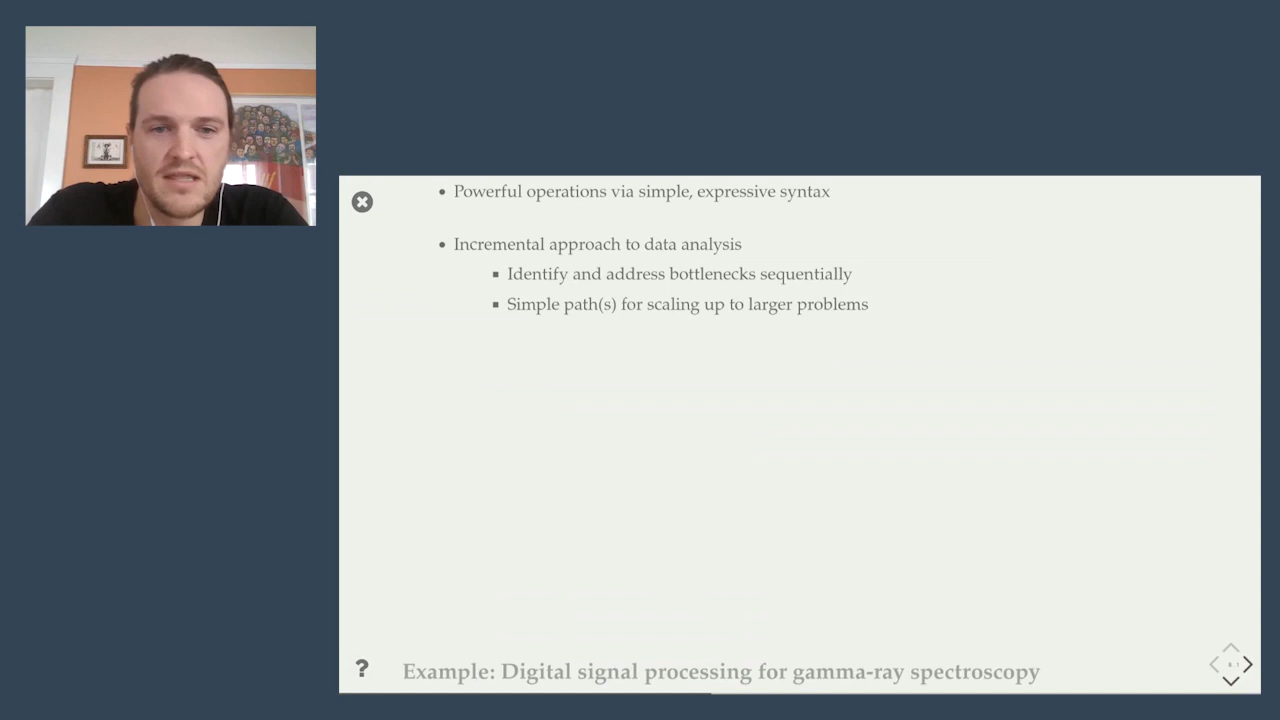 • Powerful operations via simple, expressive syntax
• Incremental approach to data analysis
▪ Identify and address bottlenecks sequentially
▪ Simple path(s) for scaling up to larger problems
? Example: Digital signal processing for gamma-ray spectroscopy